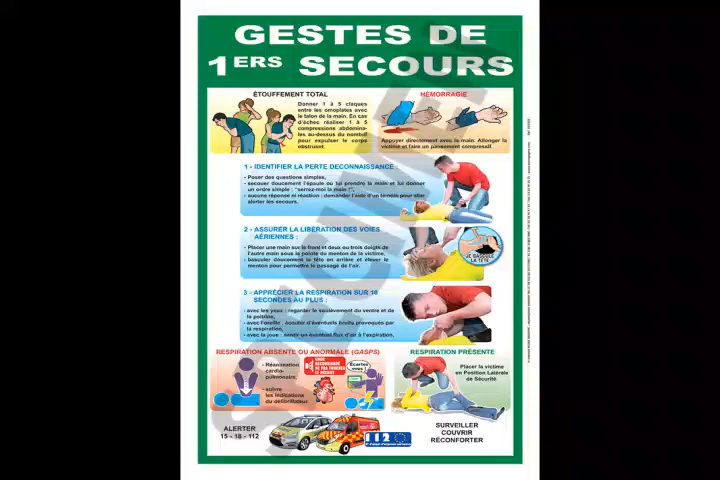 GESTES DE
1ERS SECOURS
ÉTOUFFEMENT TOTAL
Donner 1 à 5 claques
entre les omoplates avec
le talon de la main. En cas
d'échec réaliser 1 à 5
compressions abdomina-
les au-dessus du nombril
pour expulser le corps
obstruant.
HÉMORRAGIE
Appuyer directement avec la main. Allonger la
victime et faire un pansement compressif.
1 - IDENTIFIER LA PERTE DECONNAISSANCE :
- Poser des questions simples,
- secouer doucement l'épaule ou lui prendre la main et lui donner
un ordre simple : "serrez-moi la main !",
- aucune réponse ni réaction : demander l'aide d'un témoin pour aller
alerter les secours.
2 - ASSURER LA LIBÉRATION DES VOIES
AÉRIENNES :
- Placer une main sur le front et deux ou trois doigts de
l'autre main sous la pointe du menton de la victime,
- basculer doucement la tête en arrière et élever le
menton pour permettre le passage de l'air.
JE BASCULE
LA TÊTE
3 - APPRÉCIER LA RESPIRATION SUR 10
SECONDES AU PLUS :
- avec les yeux : regarder le soulèvement du ventre et de
la poitrine,
- avec l'oreille : écouter d'éventuels bruits provoqués par
la respiration,
- avec la joue : sentir un éventuel flux d'air à l'expiration.
RESPIRATION ABSENTE OU ANORMALE (GASPS)
- Réanimation
cardio-
pulmonaire,
- suivre
les indications
du défibrillateur
Écartez
vous !
RESPIRATION PRÉSENTE
Placer la victime
en Position Latérale
de Sécurité.
ALERTER
15 - 18 - 112
112
SURVEILLER
COUVRIR
RÉCONFORTER